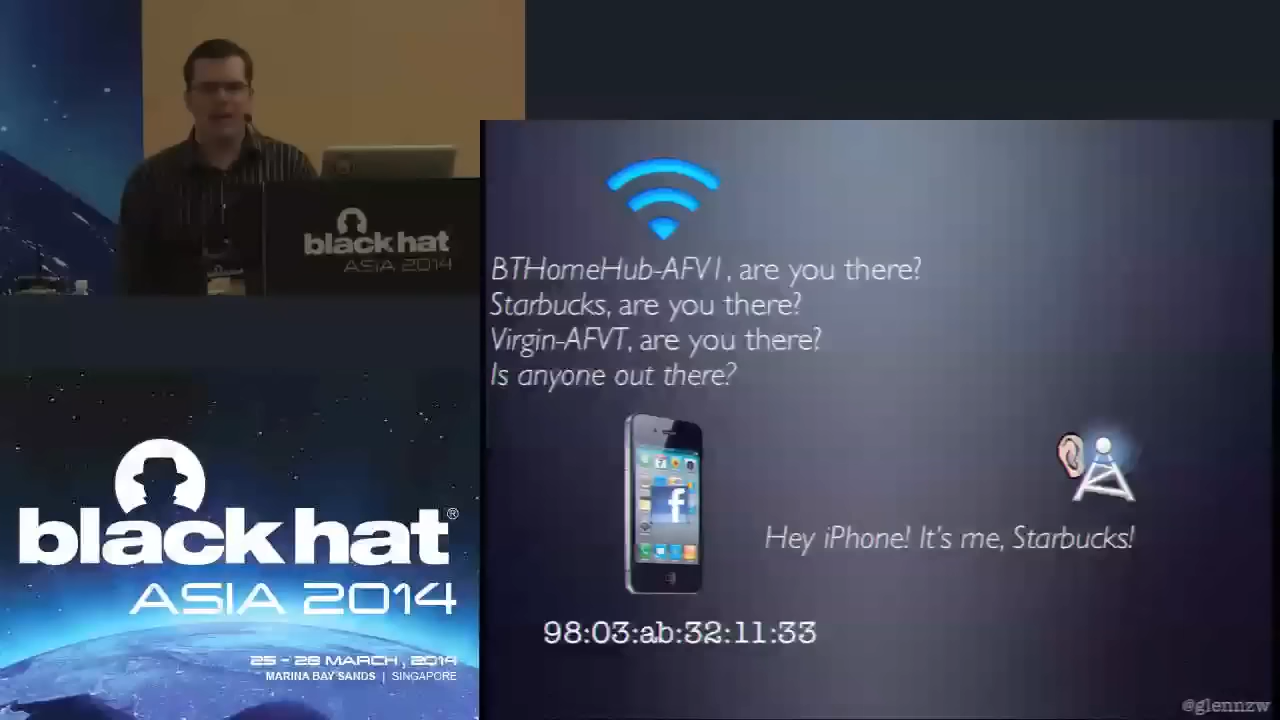 black hat
ASIA 2014
BTHomeHub-AFV1, are you there?
Starbucks, are you there?
Virgin-AFVT, are you there?
Is anyone out there?
f
Hey iPhone! It's me, Starbucks!
98:03:ab:32:11:33
@glennzw
black hat®
ASIA 2014
25 - 28 MARCH, 2014
MARINA BAY SANDS | SINGAPORE